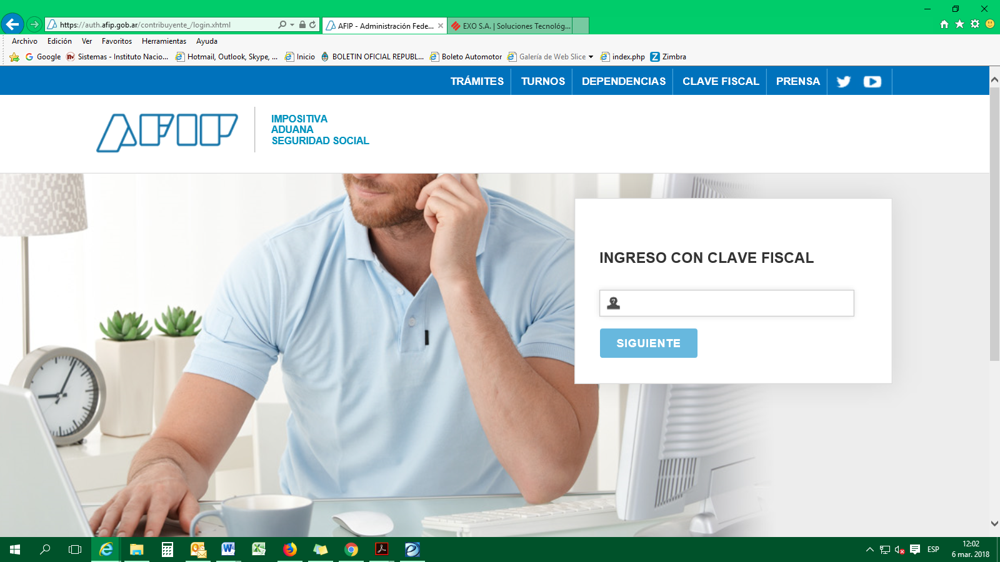 https://auth.afip.gob.ar/contribuyente_/login.xhtml
AFIP - Administración Fede...
EXO S.A. | Soluciones Tecnológ...
Archivo Edición Ver Favoritos Herramientas Ayuda
Google Sistemas - Instituto Nacio... Hotmail, Outlook, Skype, ... Inicio BOLETIN OFICIAL REPUBL... Boleto Automotor Galería de Web Slice index.php Zimbra
TRÁMITES TURNOS DEPENDENCIAS CLAVE FISCAL PRENSA
AFIP
IMPOSITIVA
ADUANA
SEGURIDAD SOCIAL
INGRESO CON CLAVE FISCAL
SIGUIENTE
ESP
12:02
6 mar. 2018